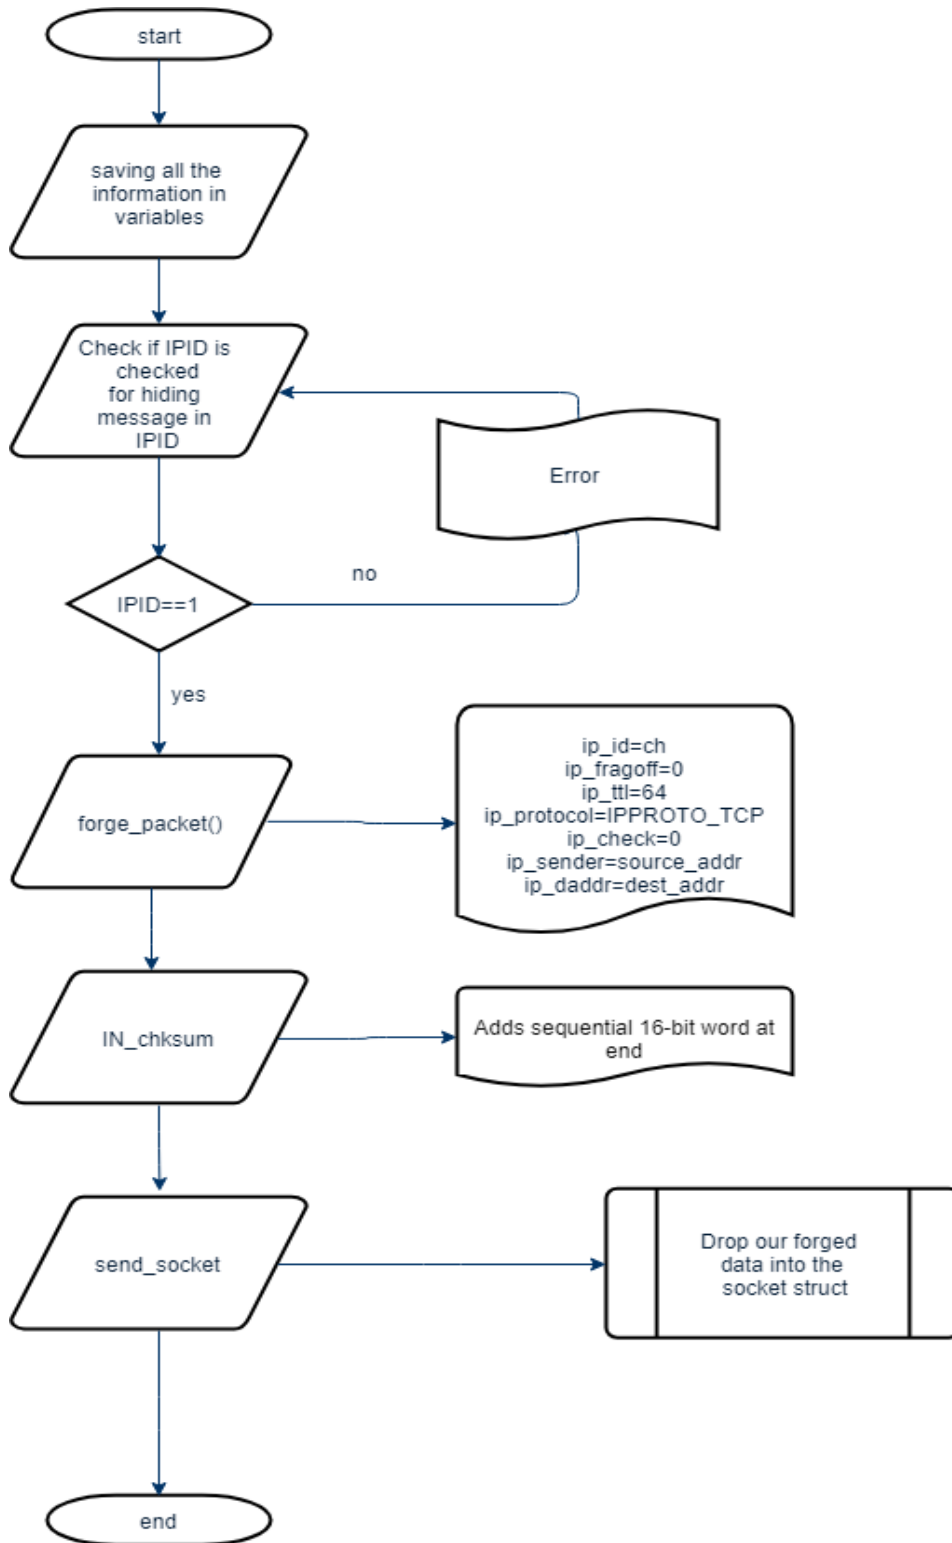 start
saving all the
information in
variables
Check if IPID is
checked
for hiding
message in
IPID
Error
no
IPID==1
yes
forge_packet()
ip_id=ch
ip_fragoff=0
ip_ttl=64
ip_protocol=IPPROTO_TCP
ip_check=0
ip_sender=source_addr
ip_daddr=dest_addr
IN_chksum
Adds sequential 16-bit word at
end
send_socket
Drop our forged
data into the
socket struct
end